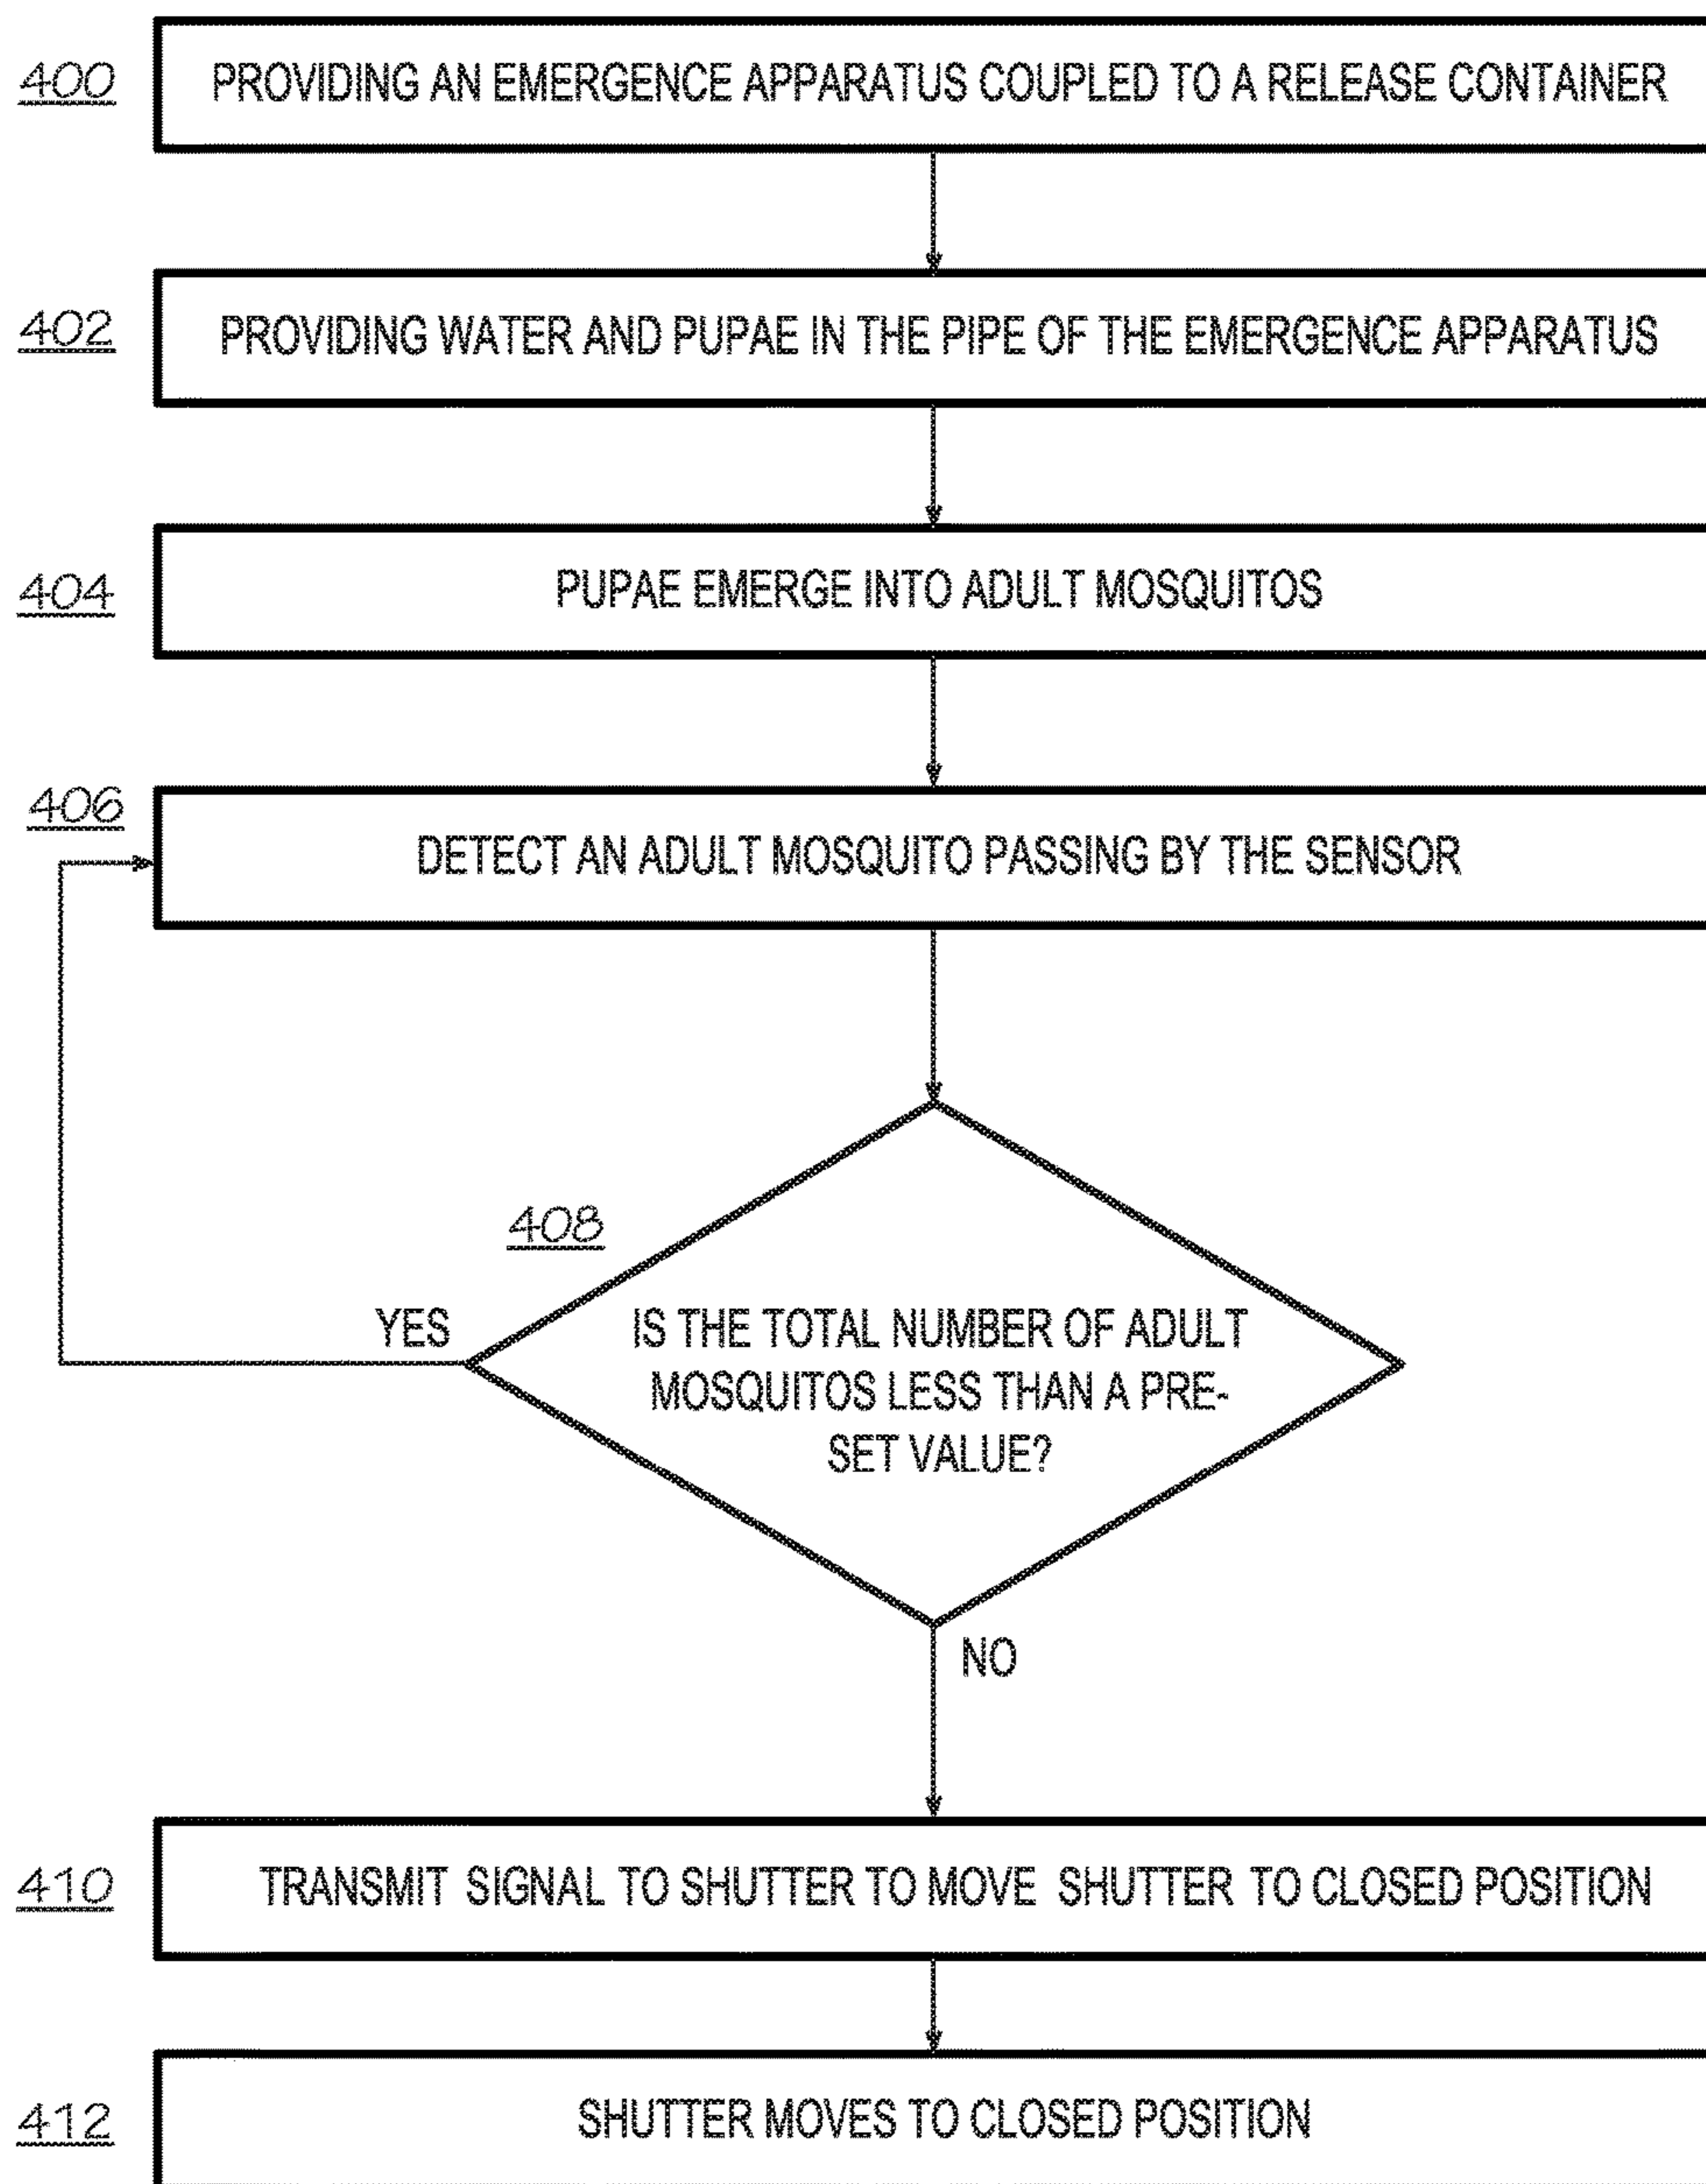 400
PROVIDING AN EMERGENCE APPARATUS COUPLED TO A RELEASE CONTAINER
402
PROVIDING WATER AND PUPAE IN THE PIPE OF THE EMERGENCE APPARATUS
404
PUPAE EMERGE INTO ADULT MOSQUITOS
406
DETECT AN ADULT MOSQUITO PASSING BY THE SENSOR
408
YES
IS THE TOTAL NUMBER OF ADULT
MOSQUITOS LESS THAN A PRE-
SET VALUE?
NO
410
TRANSMIT SIGNAL TO SHUTTER TO MOVE SHUTTER TO CLOSED POSITION
412
SHUTTER MOVES TO CLOSED POSITION